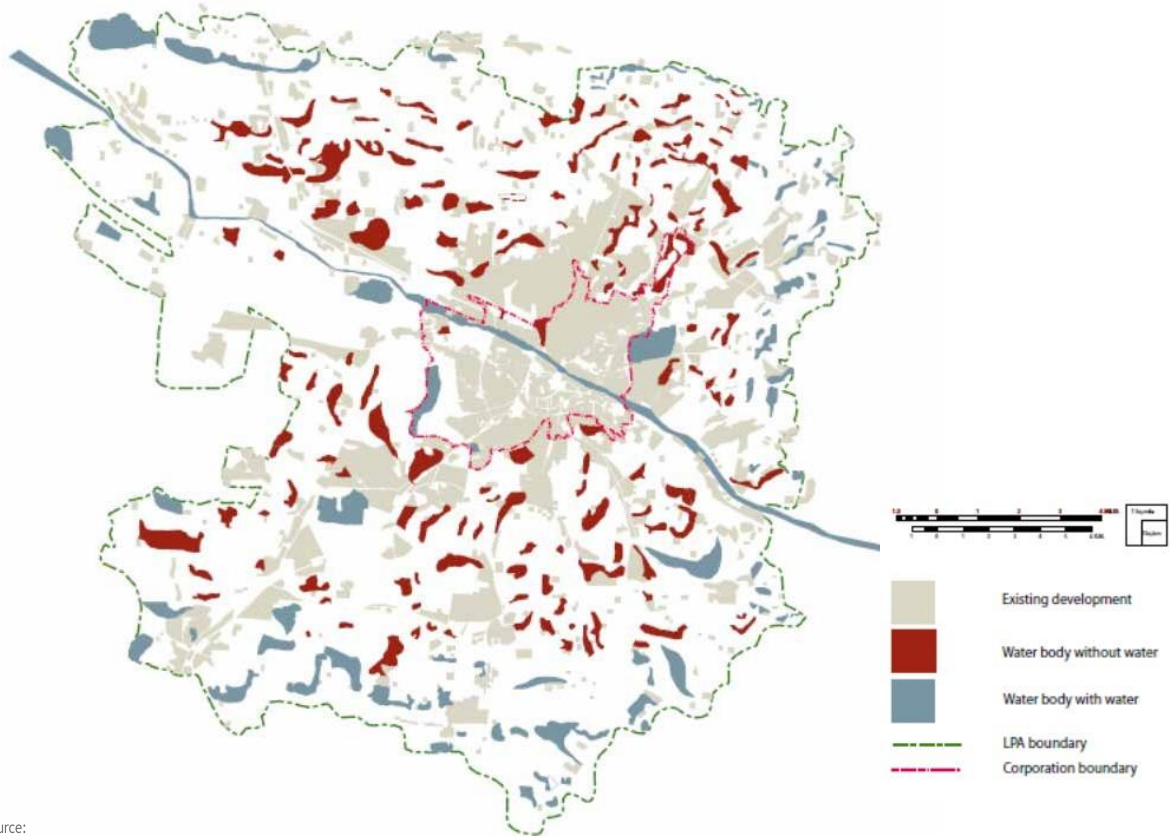 Existing development
Water body without water
Water body with water
LPA boundary
Corporation boundary
urce: